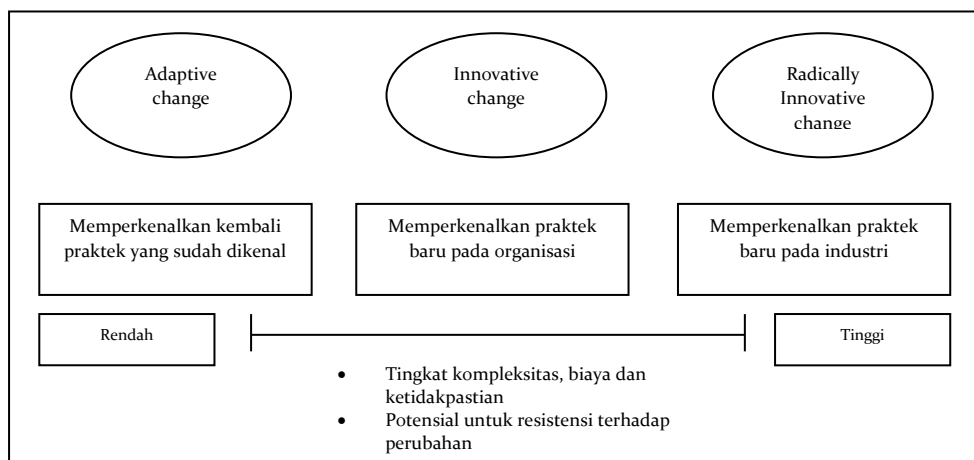 Adaptive
change
Innovative
change
Radically
Innovative
change
Memperkenalkan kembali
praktek yang sudah dikenal
Memperkenalkan praktek
baru pada organisasi
Memperkenalkan praktek
baru pada industri
Rendah
Tinggi
• Tingkat kompleksitas, biaya dan
ketidakpastian
• Potensial untuk resistensi terhadap
perubahan